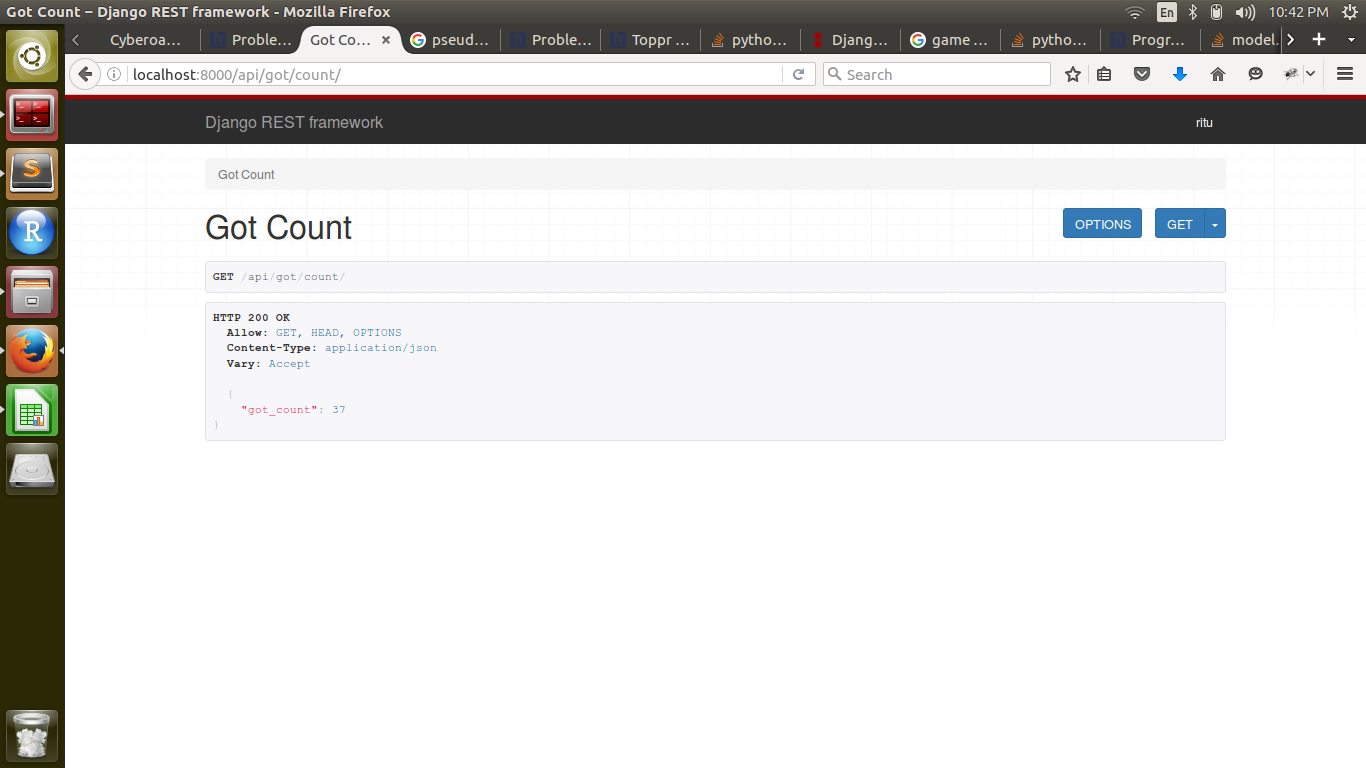 Got Count – Django REST framework - Mozilla Firefox
En
10:42 PM
Cyberoa...
Proble...
Got Co...
pseud...
Proble...
Toppr ...
pytho...
Djang...
game ...
pytho...
Progr...
model.
localhost:8000/api/got/count/
Search
Django REST framework
ritu
Got Count
Got Count
OPTIONS
GET
GET /api/got/count/
HTTP 200 OK
Allow: GET, HEAD, OPTIONS
Content-Type: application/json
Vary: Accept
{
"got_count": 37
}